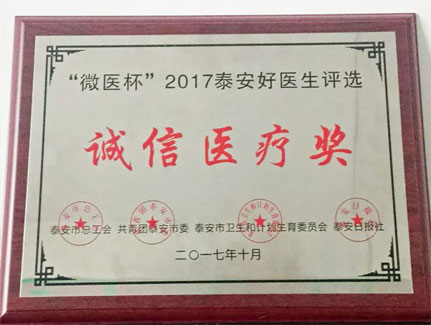 “微医杯”2017泰安好医生评选
诚信医疗奖
泰安市总工会 共青团泰安市委 泰安市卫生和计划生育委员会 泰安日报社
二〇一七年十月